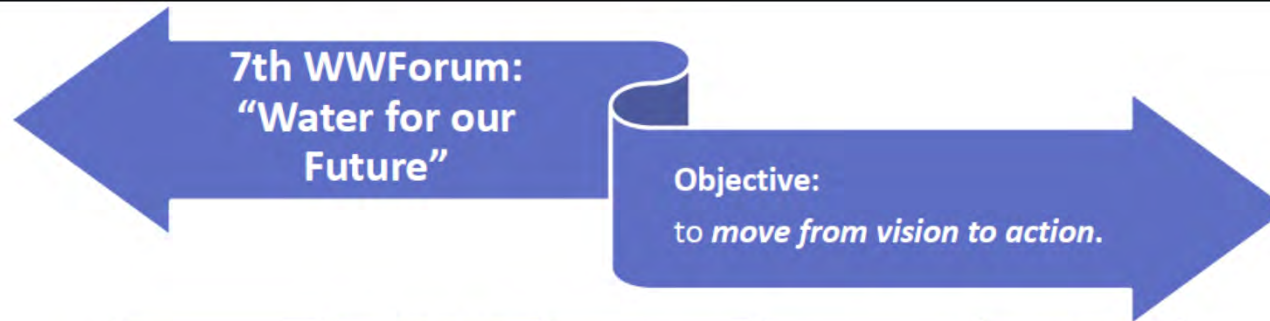 7th WWForum:
“Water for our
Future”
Objective:
to move from vision to action.